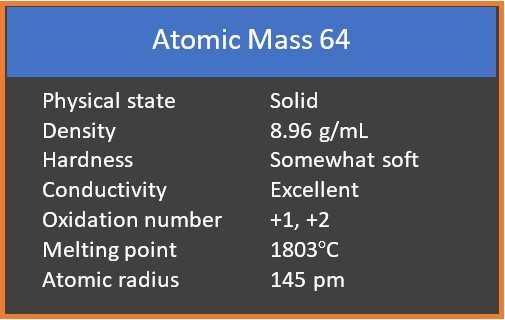 Atomic Mass 64
Physical state Solid
Density 8.96 g/mL
Hardness Somewhat soft
Conductivity Excellent
Oxidation number +1, +2
Melting point 1803°C
Atomic radius 145 pm